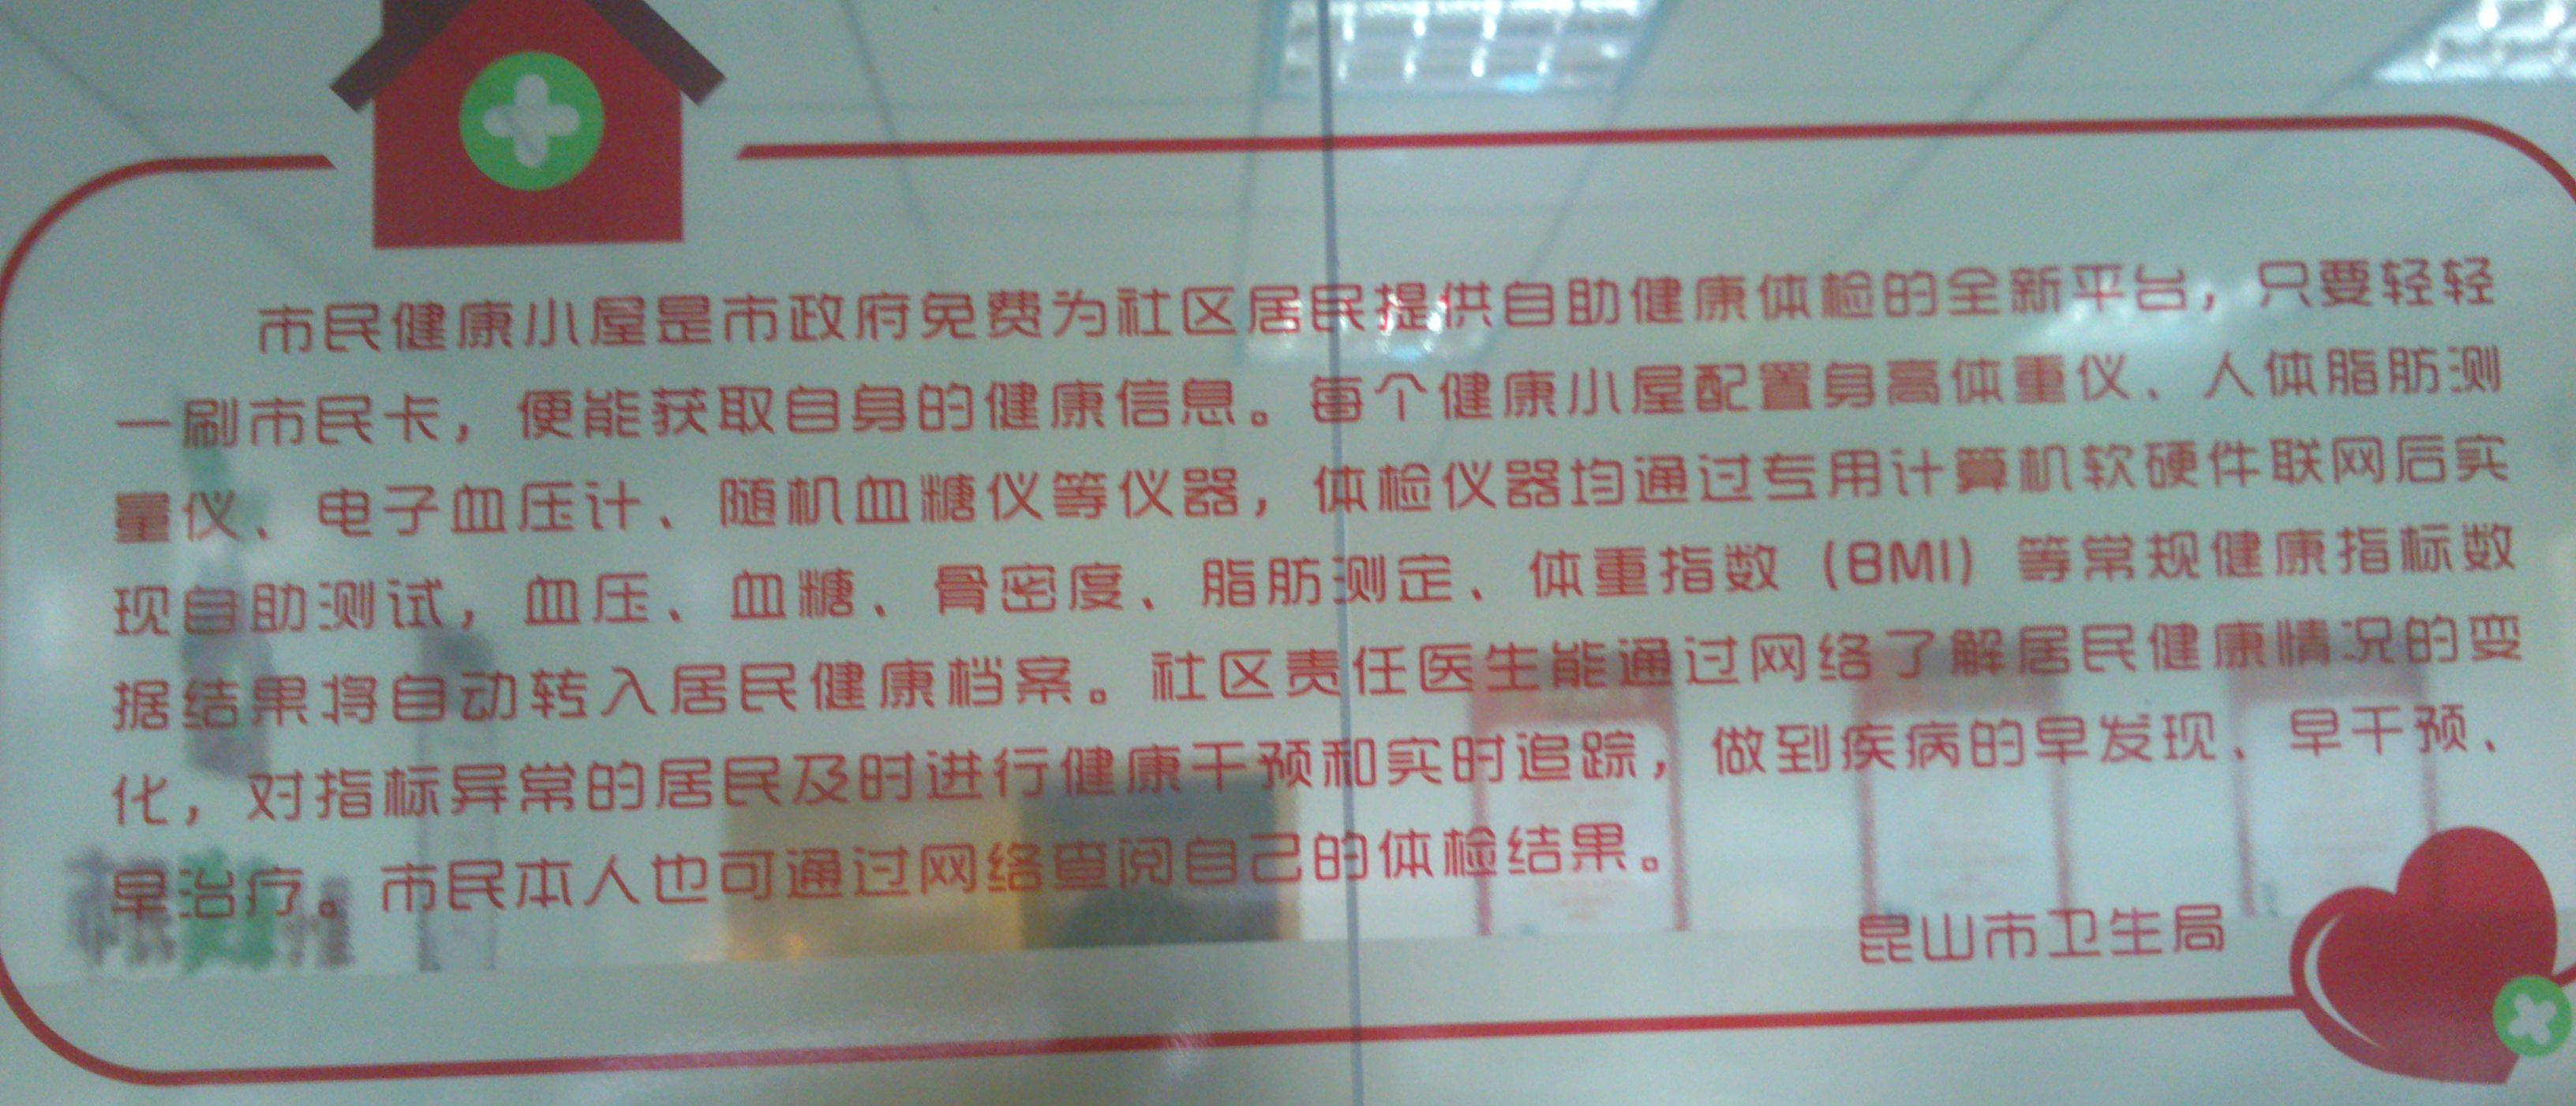 市民健康小屋是市政府免费为社区居民提供自助健康体检的全新平台，只要轻轻
一刷市民卡，便能获取自身的健康信息。每个健康小屋配置身高体重仪、人体脂肪测
量仪、电子血压计、随机血糖仪等仪器，体检仪器均通过专用计算机软硬件联网后实
现自助测试，血压、血糖、骨密度、脂肪测定、体重指数（BMI）等常规健康指标数
据结果将自动转入居民健康档案。社区责任医生能通过网络了解居民健康情况的变
化，对指标异常的居民及时进行健康干预和实时追踪，做到疾病的早发现、早干预、
早治疗。市民本人也可通过网络查阅自己的体检结果。
昆山市卫生局